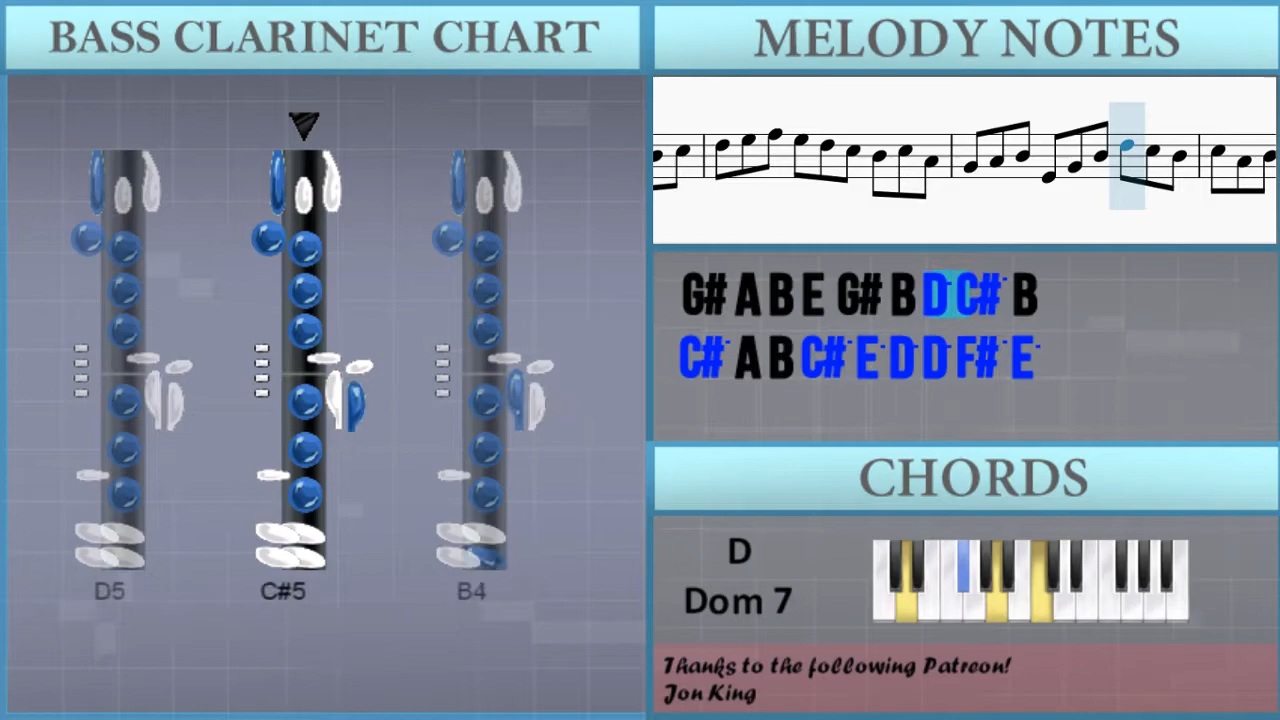 BASS CLARINET CHART
D5 C#5 B4
MELODY NOTES
G# A B E G# B D C# B
C# A B C# E D D F# E
CHORDS
D
Dom 7
Thanks to the following Patreon!
Jon King